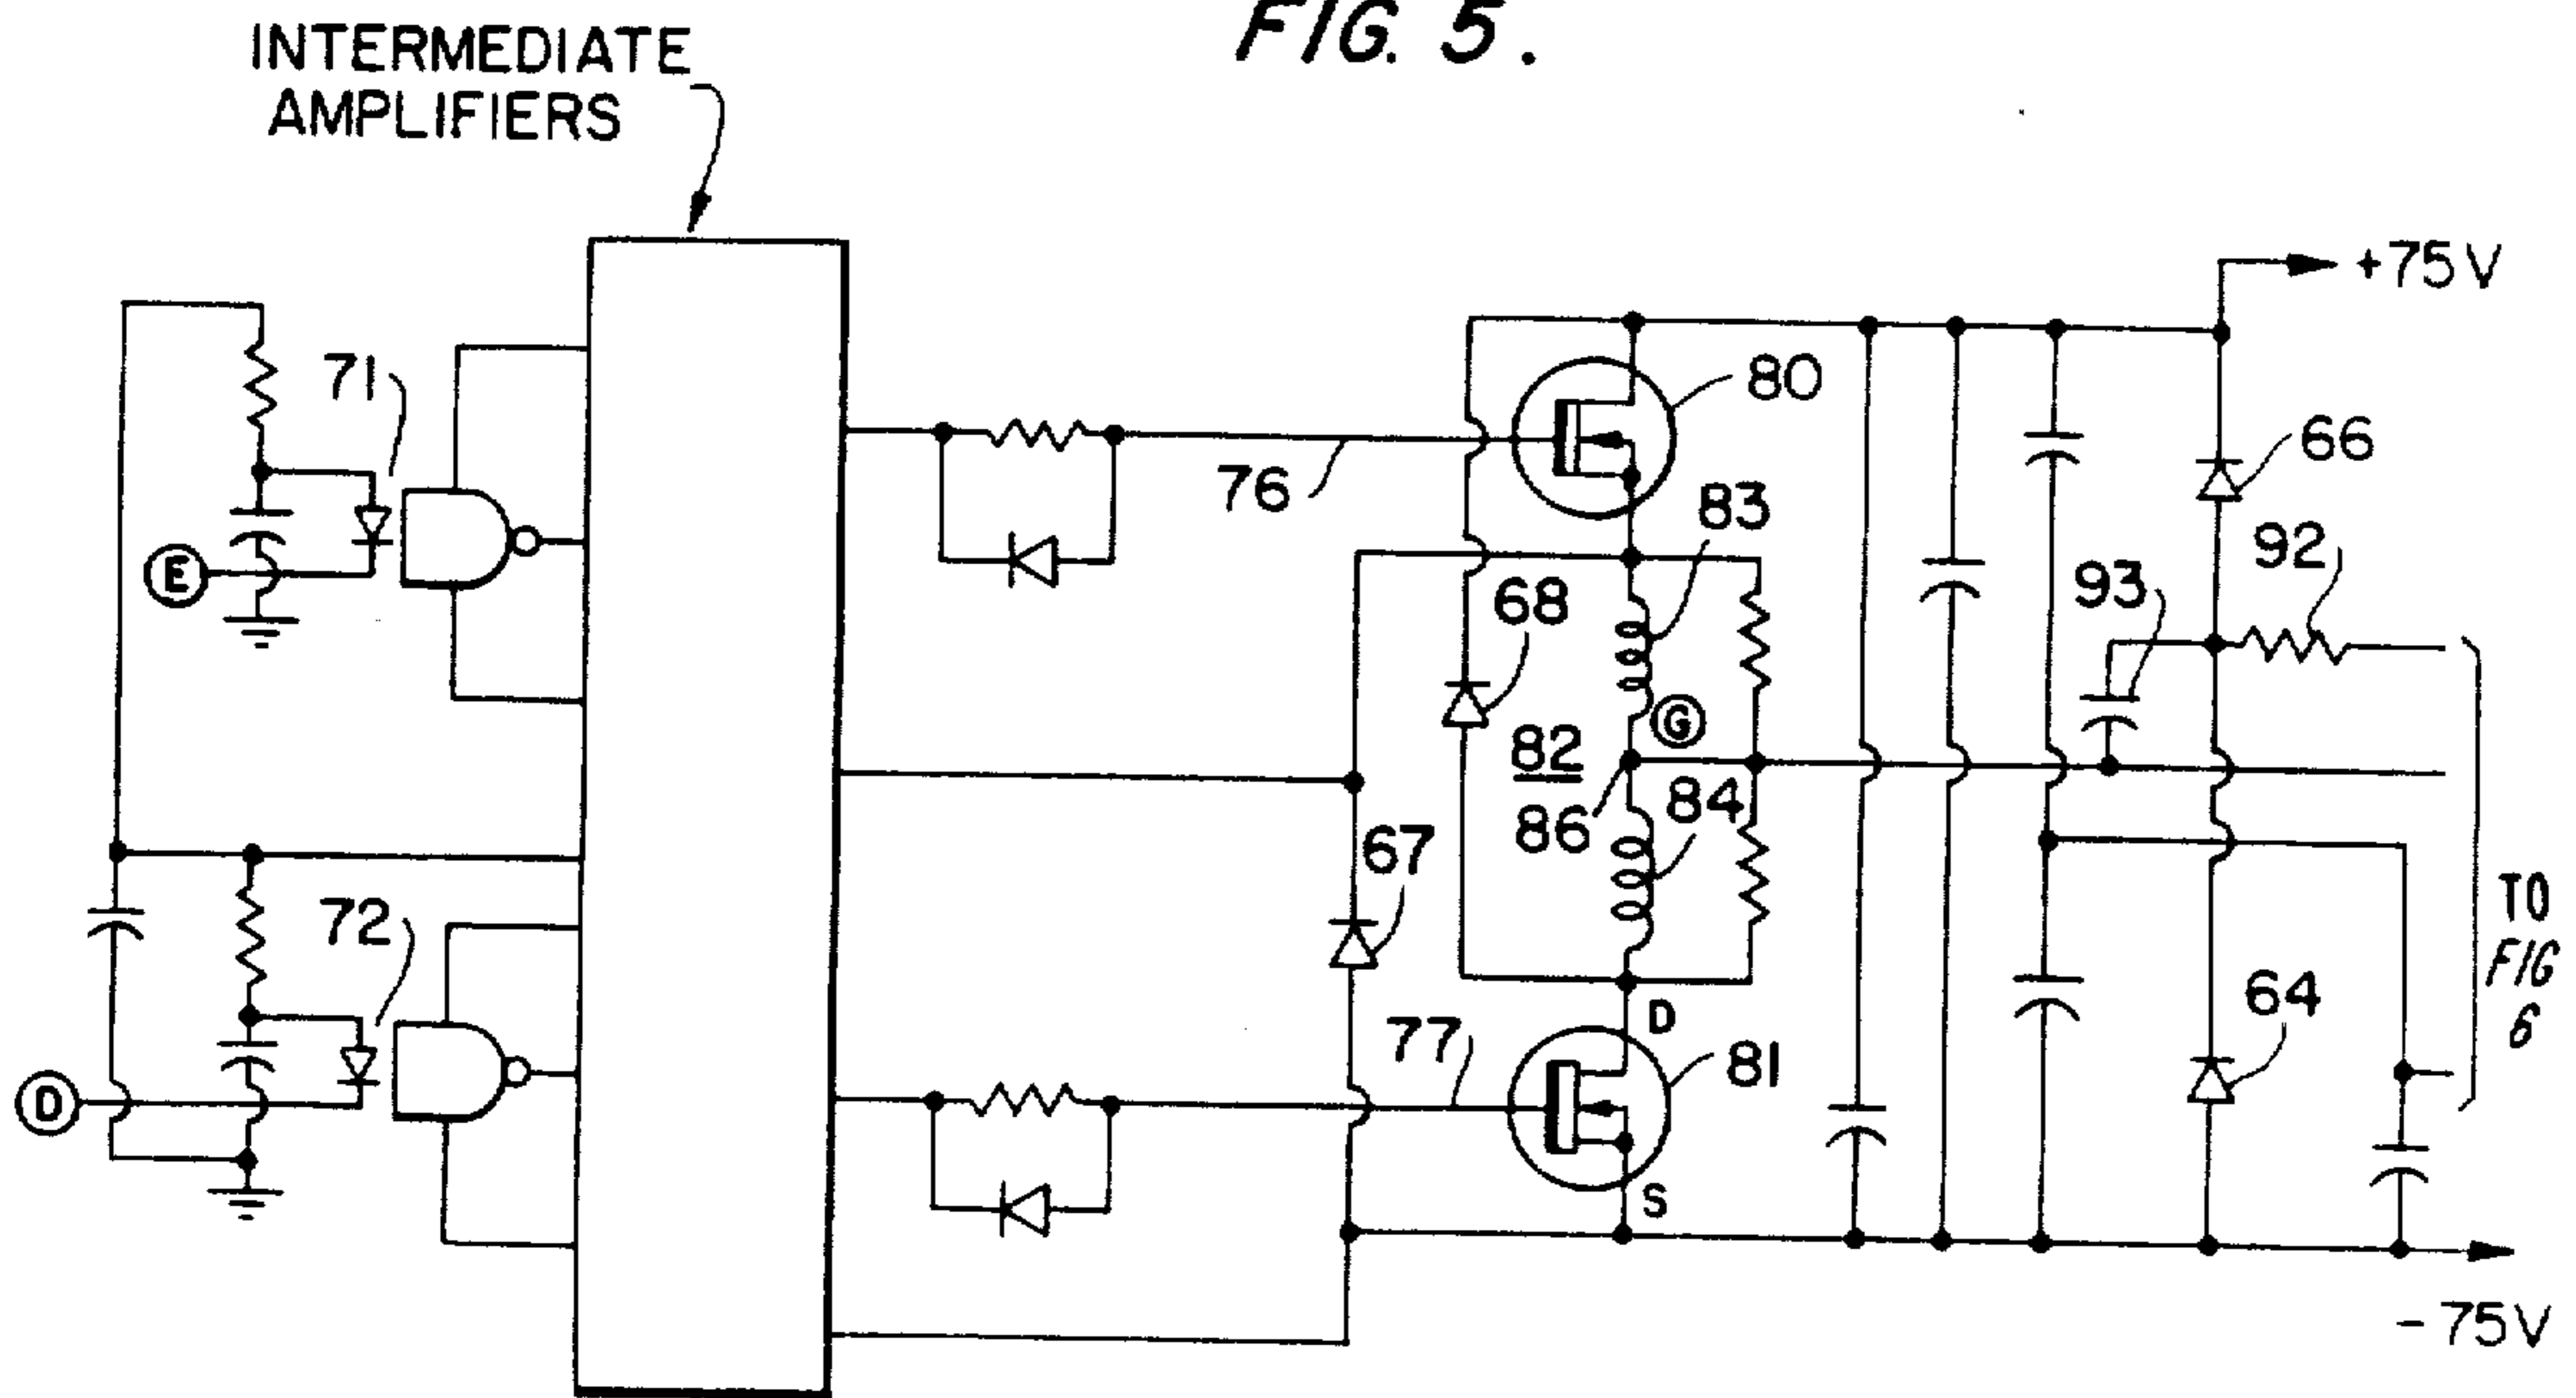 FIG. 5.
INTERMEDIATE
AMPLIFIERS
+75V
71
80
76
66
83
92
E
93
68
G
82
86
84
67
72
TO
FIG
6
77
D
64
D
81
S
-75V